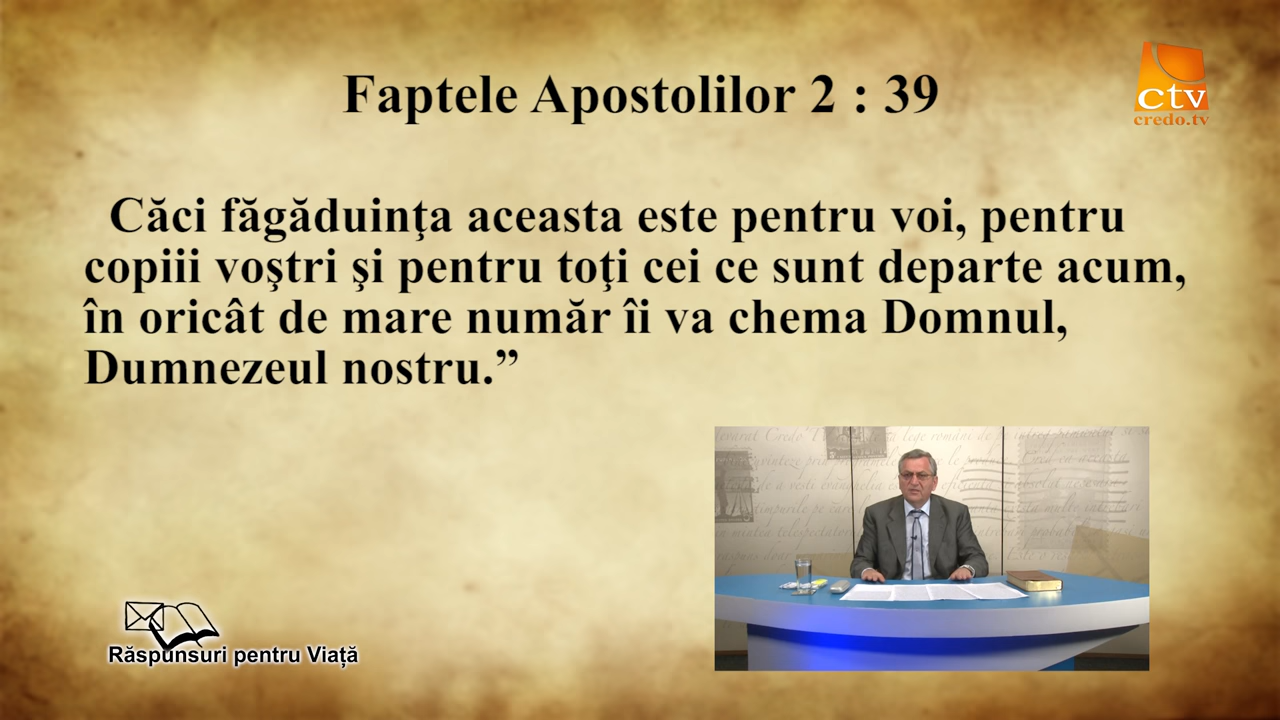 Faptele Apostolilor 2 : 39
ctv
credo.tv
Căci făgăduinţa aceasta este pentru voi, pentru
copiii voştri şi pentru toţi cei ce sunt departe acum,
în oricât de mare număr îi va chema Domnul,
Dumnezeul nostru.”
Răspunsuri pentru Viață